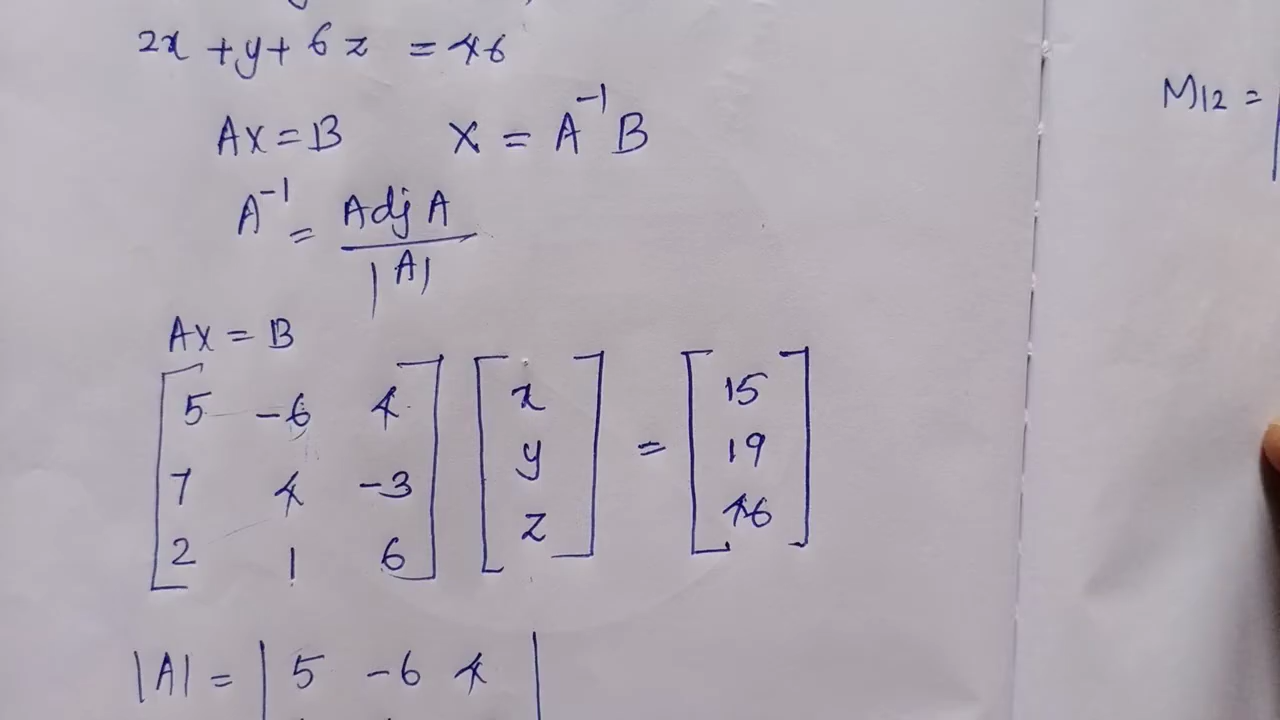 2x + y + 6z = 46
AX = B X = A⁻¹ B
A⁻¹ = Adj A / |A|
AX = B
[5 -6 4] [x] = [15]
[7 4 -3] [y] = [19]
[2 1 6] [z] = [46]
|A| = | 5 -6 4 |
M12 = |